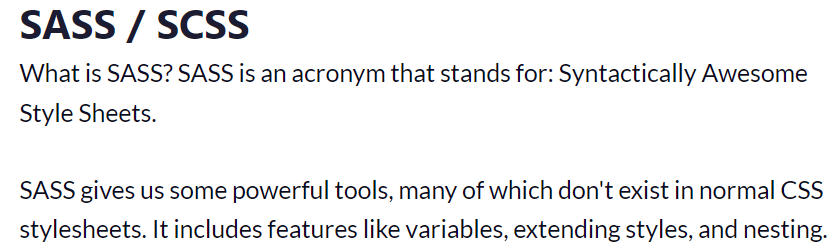 SASS / SCSS
What is SASS? SASS is an acronym that stands for: Syntactically Awesome
Style Sheets.
SASS gives us some powerful tools, many of which don't exist in normal CSS
stylesheets. It includes features like variables, extending styles, and nesting.